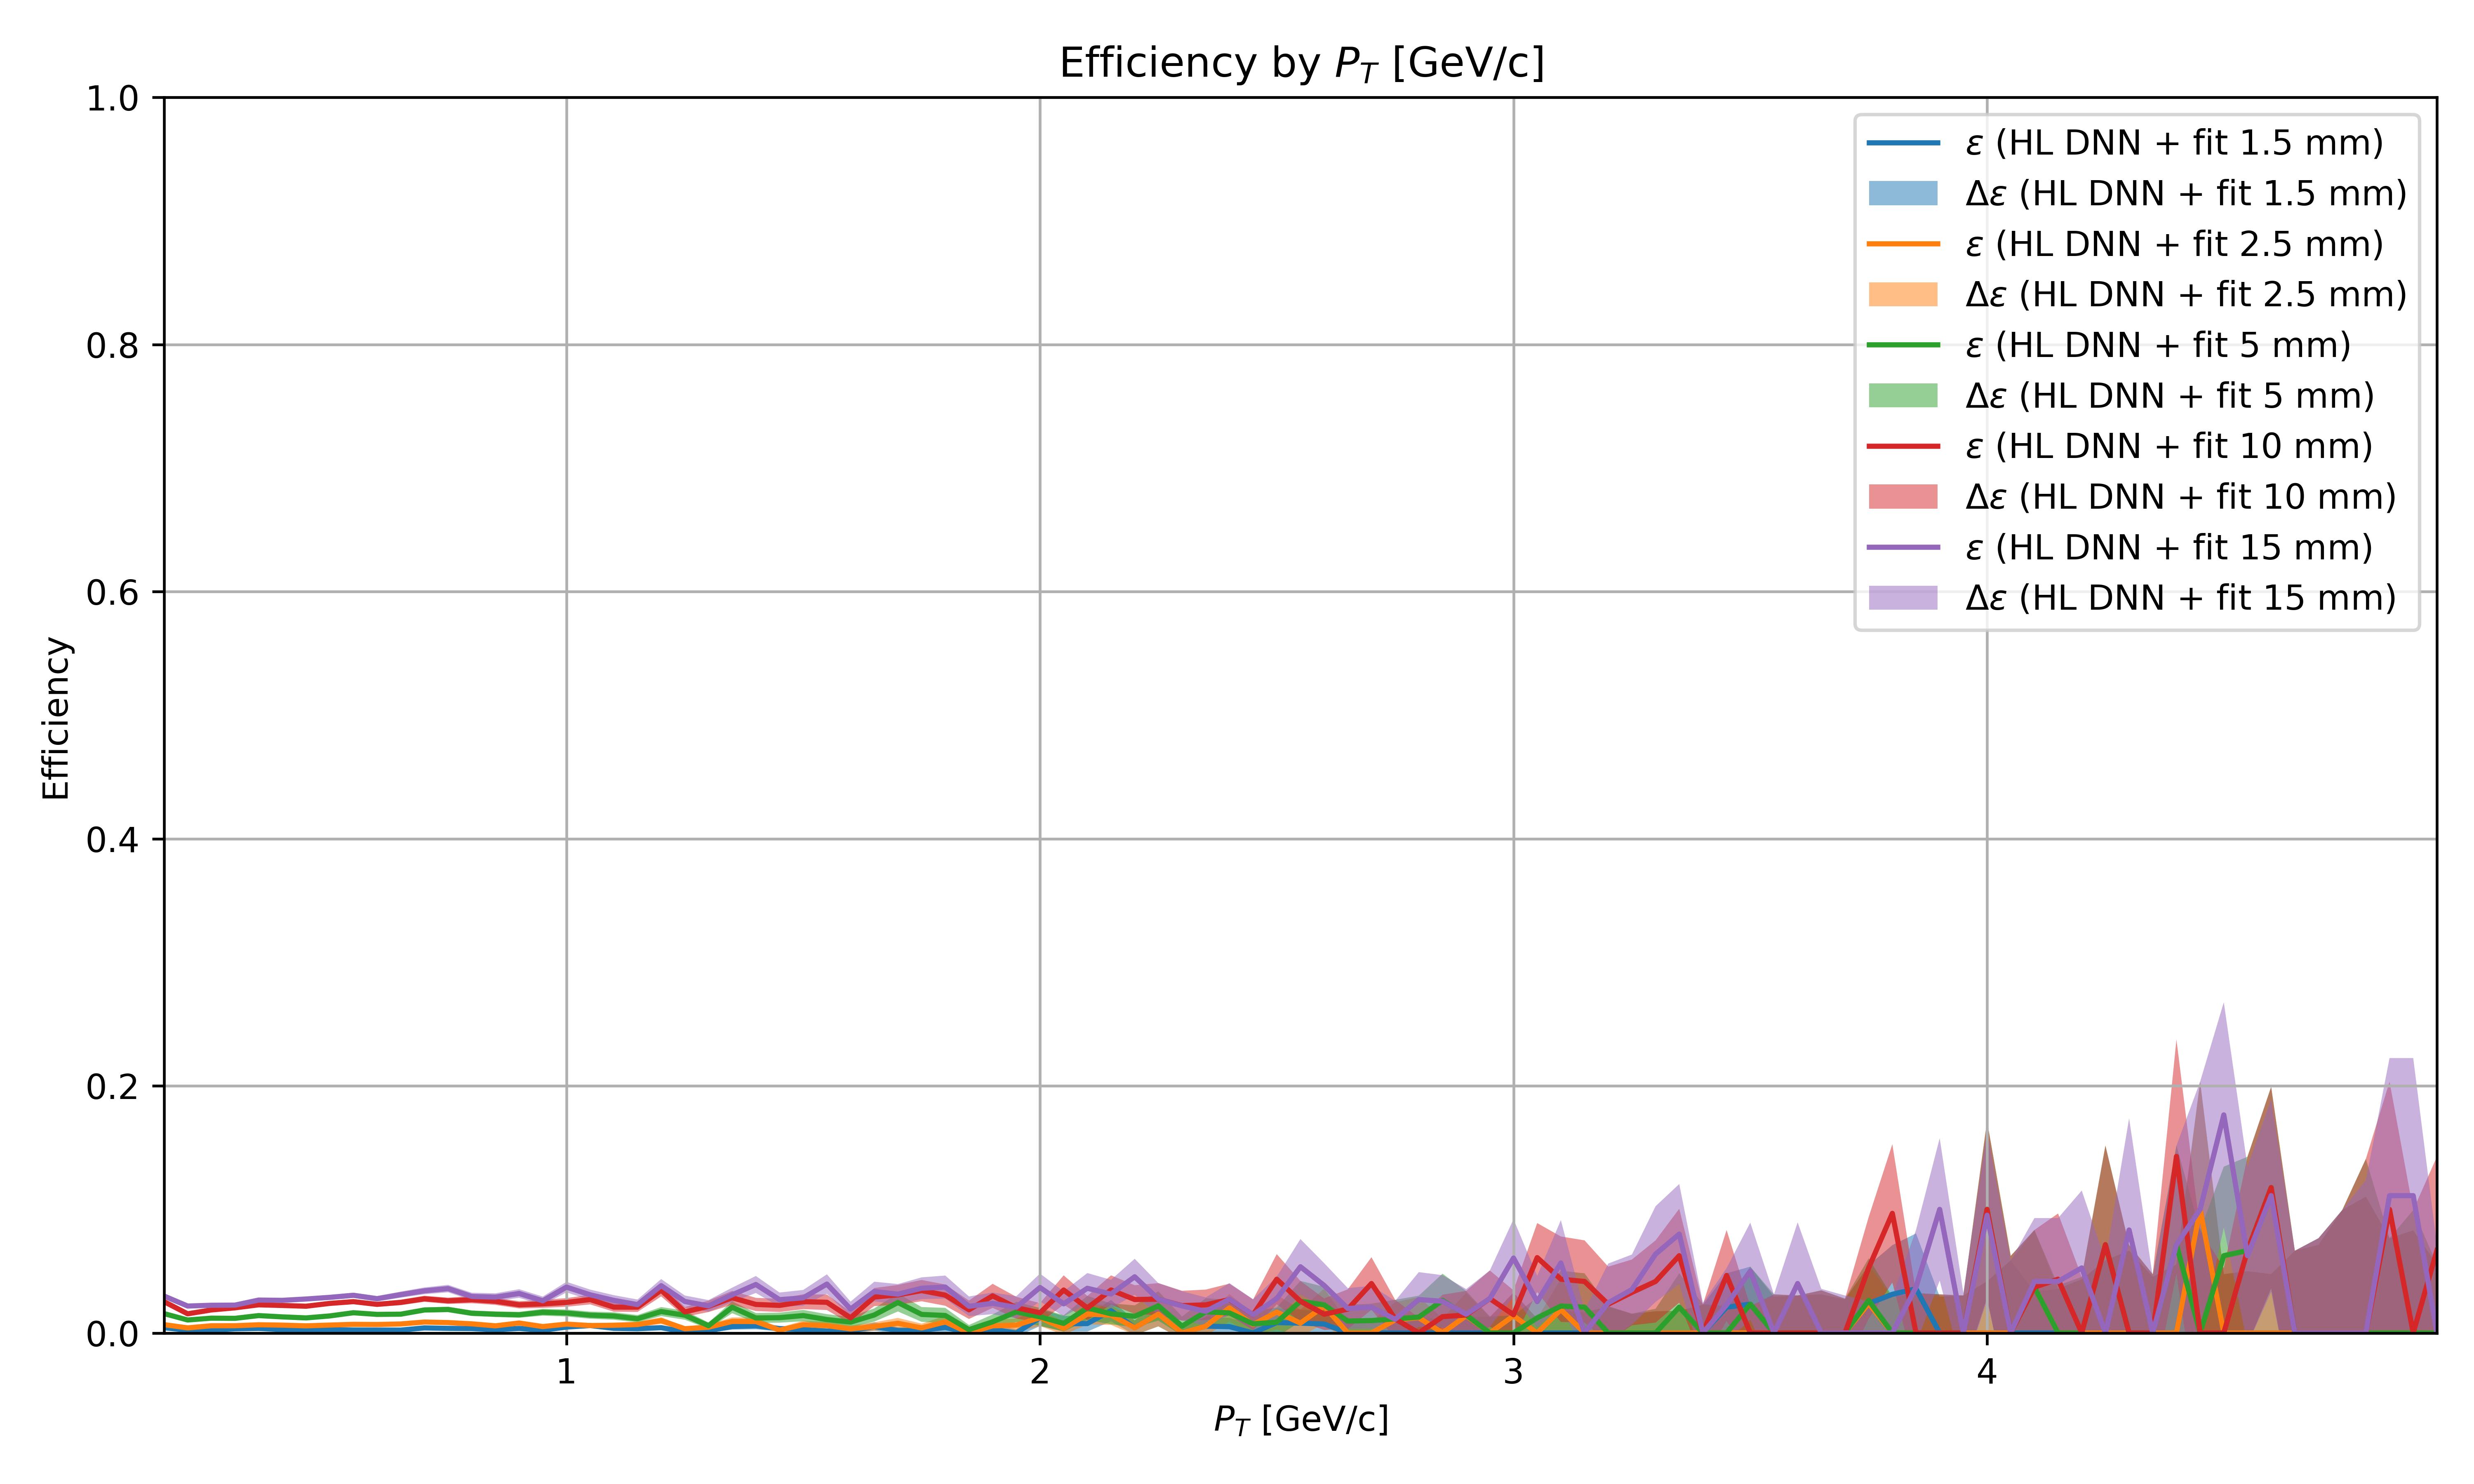 Efficiency by P_T [GeV/c]
1.0
0.8
0.6
0.4
0.2
0.0
Efficiency
ε (HL DNN + fit 1.5 mm)
Δε (HL DNN + fit 1.5 mm)
ε (HL DNN + fit 2.5 mm)
Δε (HL DNN + fit 2.5 mm)
ε (HL DNN + fit 5 mm)
Δε (HL DNN + fit 5 mm)
ε (HL DNN + fit 10 mm)
Δε (HL DNN + fit 10 mm)
ε (HL DNN + fit 15 mm)
Δε (HL DNN + fit 15 mm)
1 2 3 4
P_T [GeV/c]